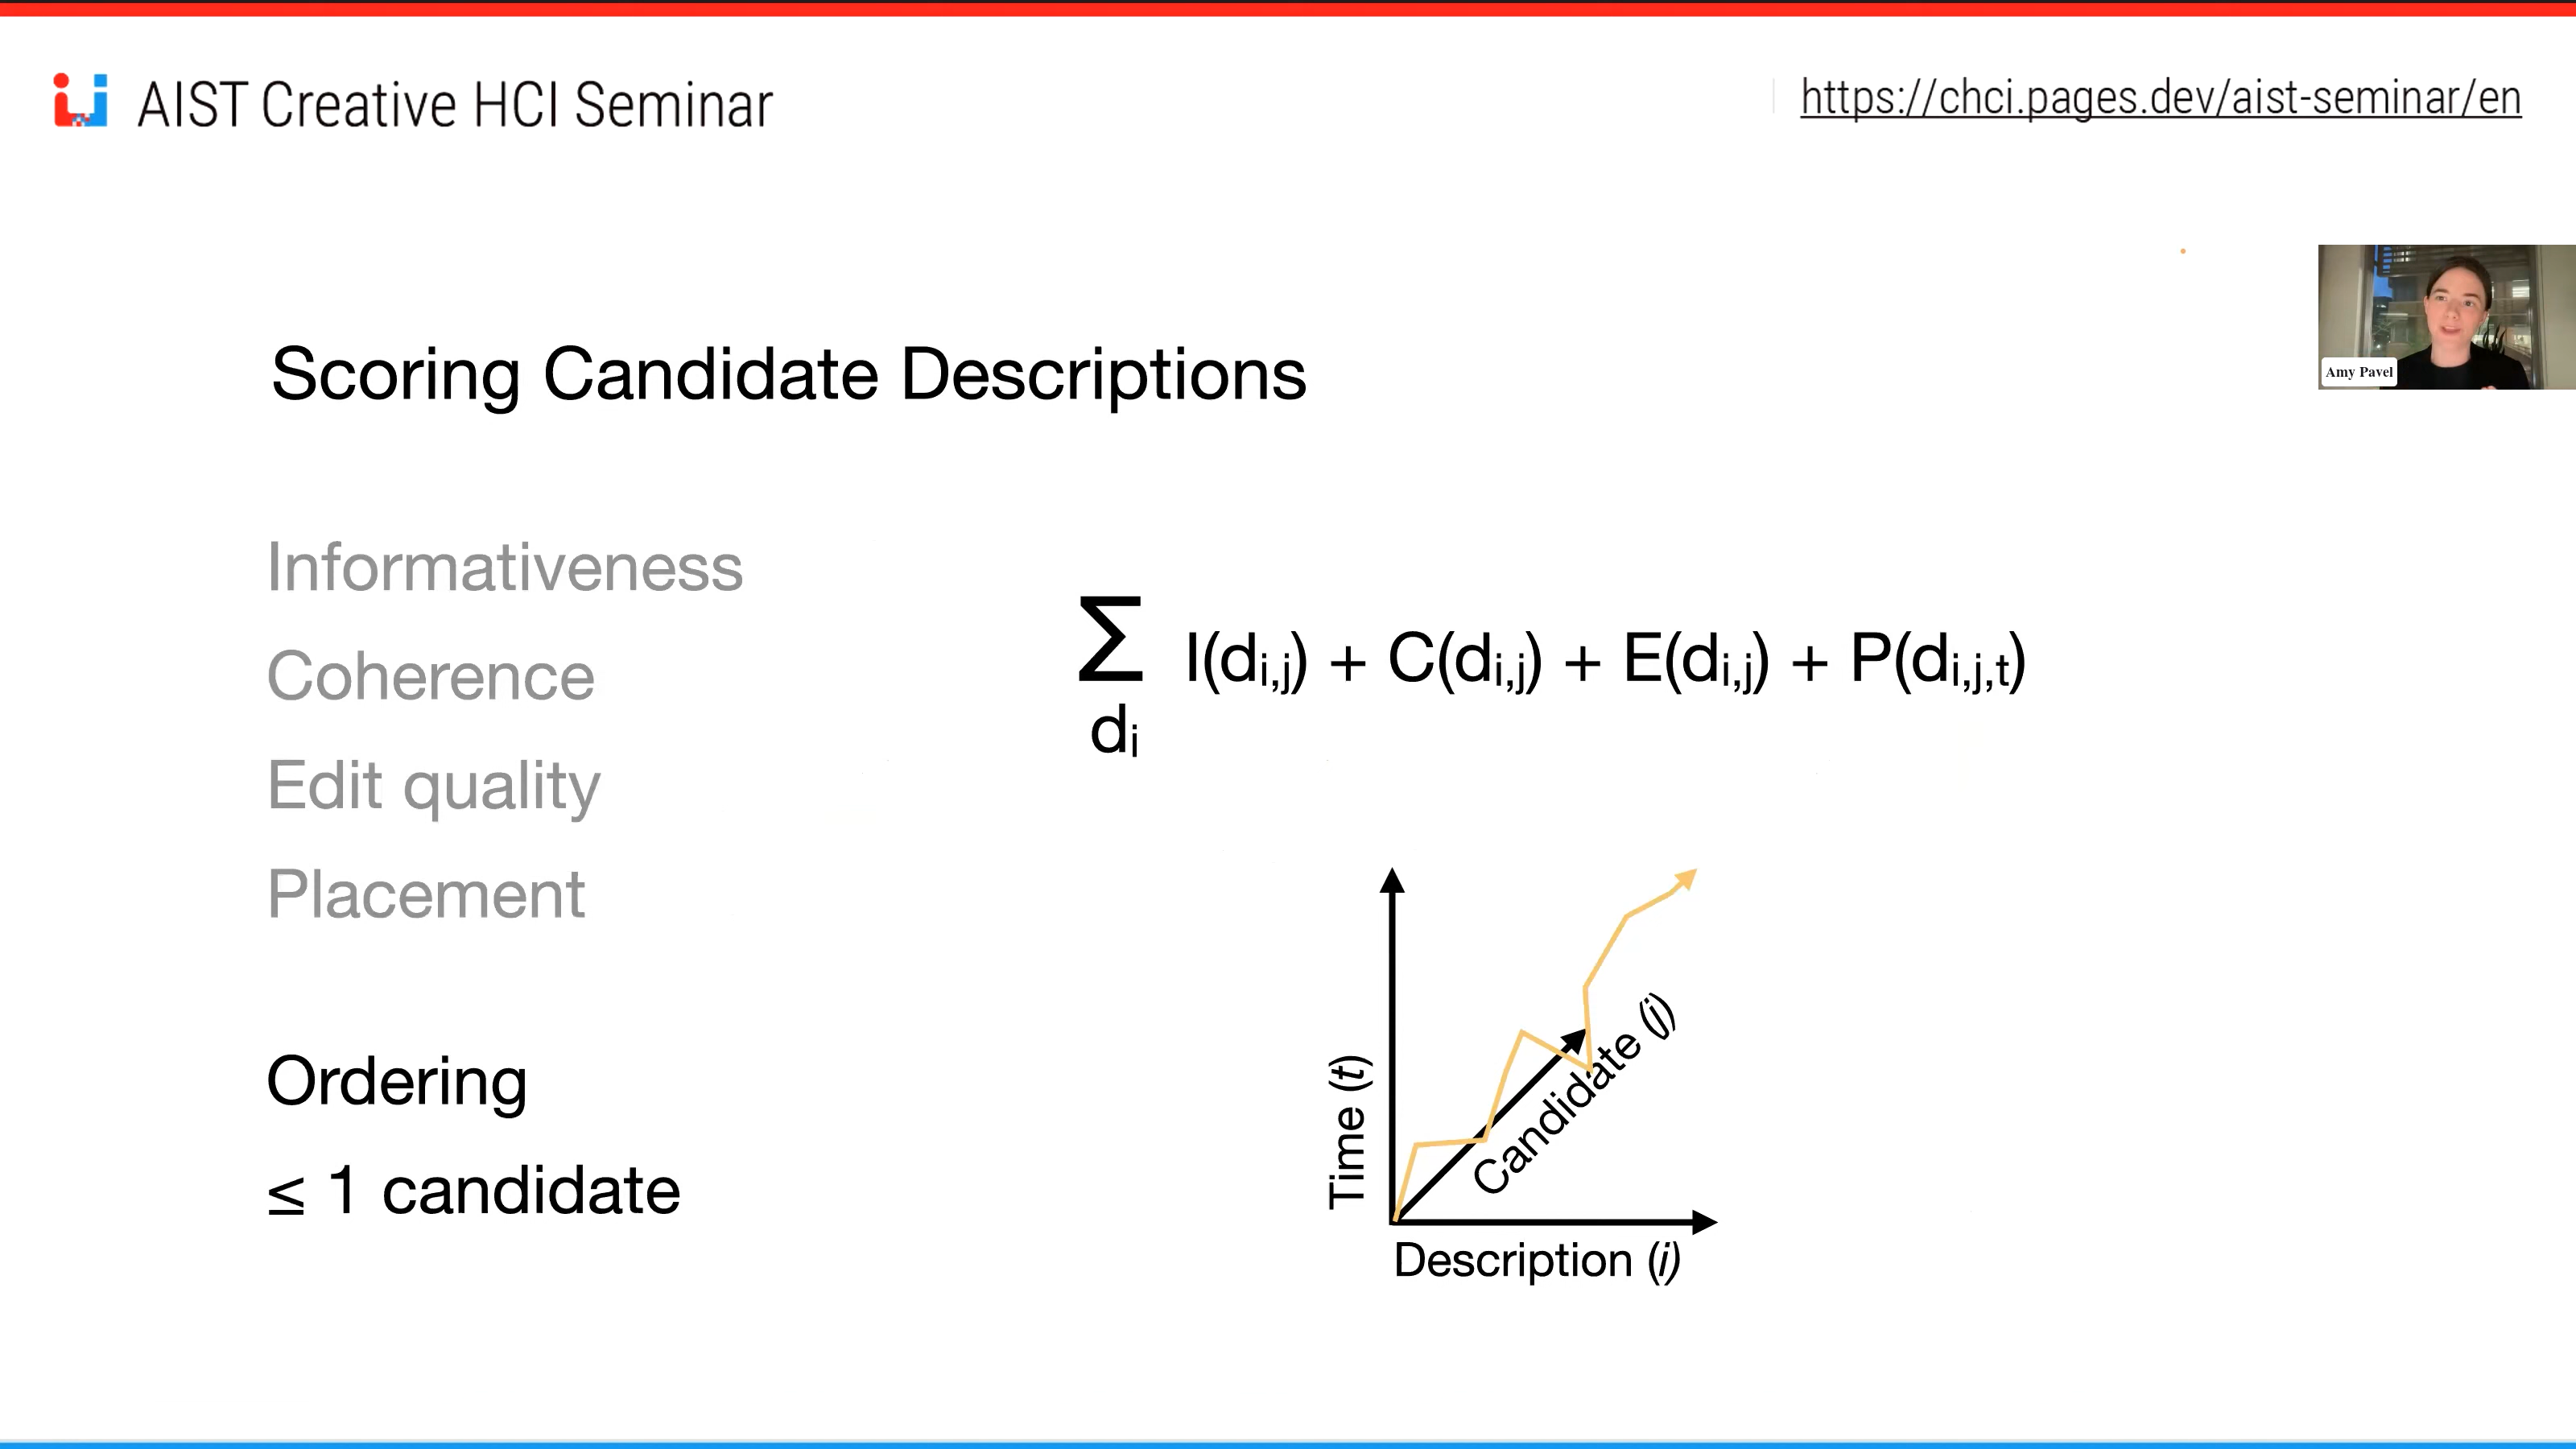 AIST Creative HCI Seminar
https://chci.pages.dev/aist-seminar/en
Amy Pavel
Scoring Candidate Descriptions
Informativeness
Coherence
Edit quality
Placement
Ordering
≤ 1 candidate
Σ I(di,j) + C(di,j) + E(di,j) + P(di,j,t)
di
Time (t)
Candidate (j)
Description (i)